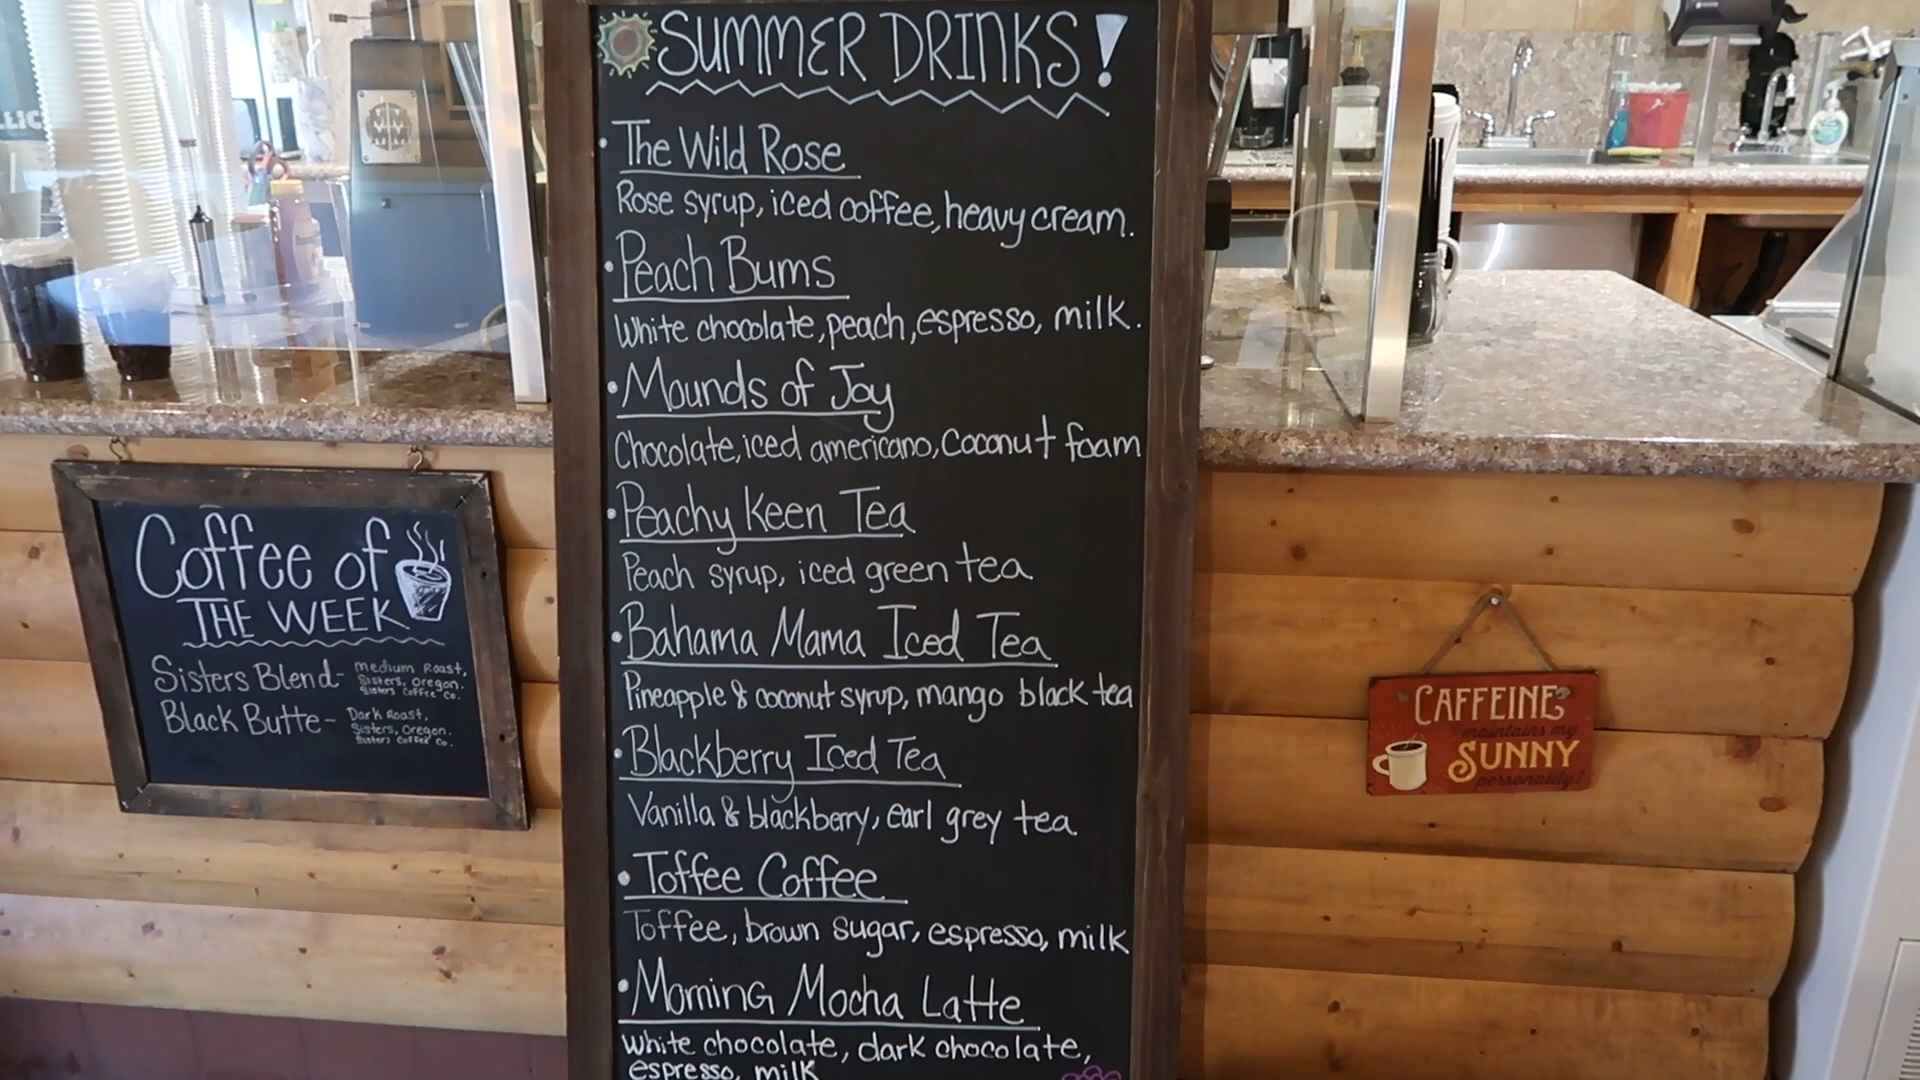 SUMMER DRINKS!
The Wild Rose
Rose syrup, iced coffee, heavy cream.
Peach Bums
White chocolate, peach, espresso, milk.
Mounds of Joy
Chocolate, iced americano, Coconut foam
Peachy Keen Tea
Peach syrup, iced green tea
Bahama Mama Iced Tea
Pineapple & coconut syrup, mango black tea
Blackberry Iced Tea
Vanilla & blackberry, earl grey tea
Toffee Coffee
Toffee, brown sugar, espresso, milk
Morning Mocha Latte
white chocolate, dark chocolate,
espresso, milk
Coffee of
THE WEEK
Sisters Blend- Medium Roast,
Sisters, Oregon.
Sisters Coffee Co.
Black Butte- Dark Roast,
Sisters, Oregon.
Sisters Coffee Co.
CAFFEINE
maintains my
SUNNY
personality!